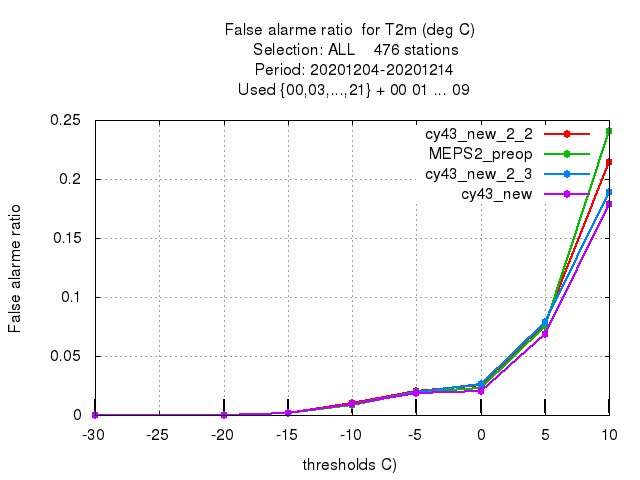 False alarme ratio  for T2m (deg C)
Selection: ALL    476 stations
Period: 20201204-20201214
Used {00,03,...,21} + 00 01 ... 09
0.25
cy43_new_2_2
MEPS2_preop
cy43_new_2_3
cy43_new
0.2
0.15
0.1
0.05
0
False alarme ratio
-30 -25 -20 -15 -10 -5 0 5 10
thresholds C)